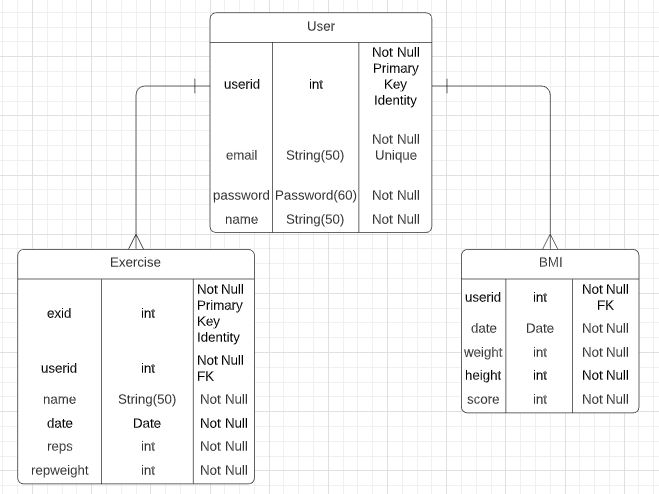 User
userid int Not Null Primary Key Identity
email String(50) Not Null Unique
password Password(60) Not Null
name String(50) Not Null
Exercise
exid int Not Null Primary Key Identity
userid int Not Null FK
name String(50) Not Null
date Date Not Null
reps int Not Null
repweight int Not Null
BMI
userid int Not Null FK
date Date Not Null
weight int Not Null
height int Not Null
score int Not Null